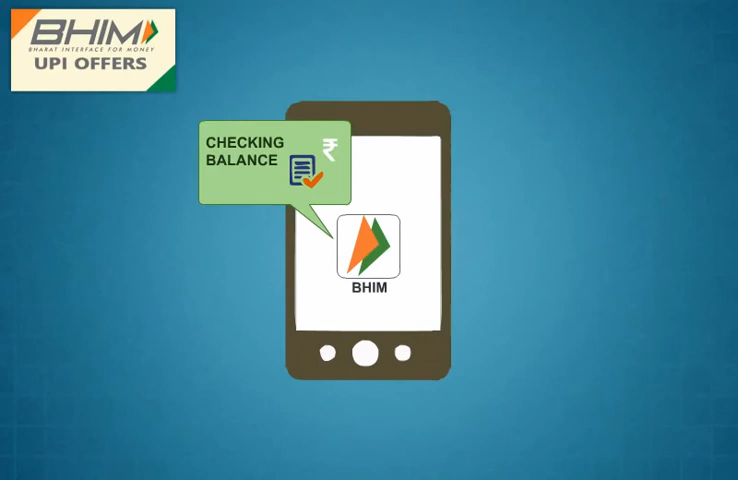 BHIM
BHARAT INTERFACE FOR MONEY
UPI OFFERS
CHECKING
BALANCE
₹
BHIM